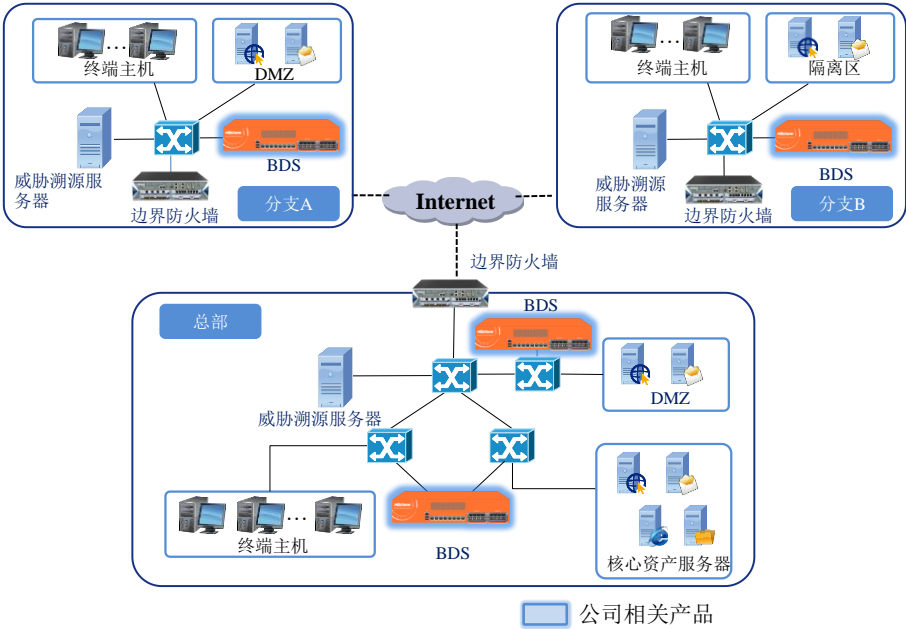 …
终端主机
DMZ
BDS
威胁溯源服
务器
边界防火墙
分支A
…
终端主机
隔离区
BDS
威胁溯源
服务器
边界防火墙
分支B
Internet
边界防火墙
总部
BDS
DMZ
威胁溯源服务器
…
终端主机
BDS
核心资产服务器
公司相关产品